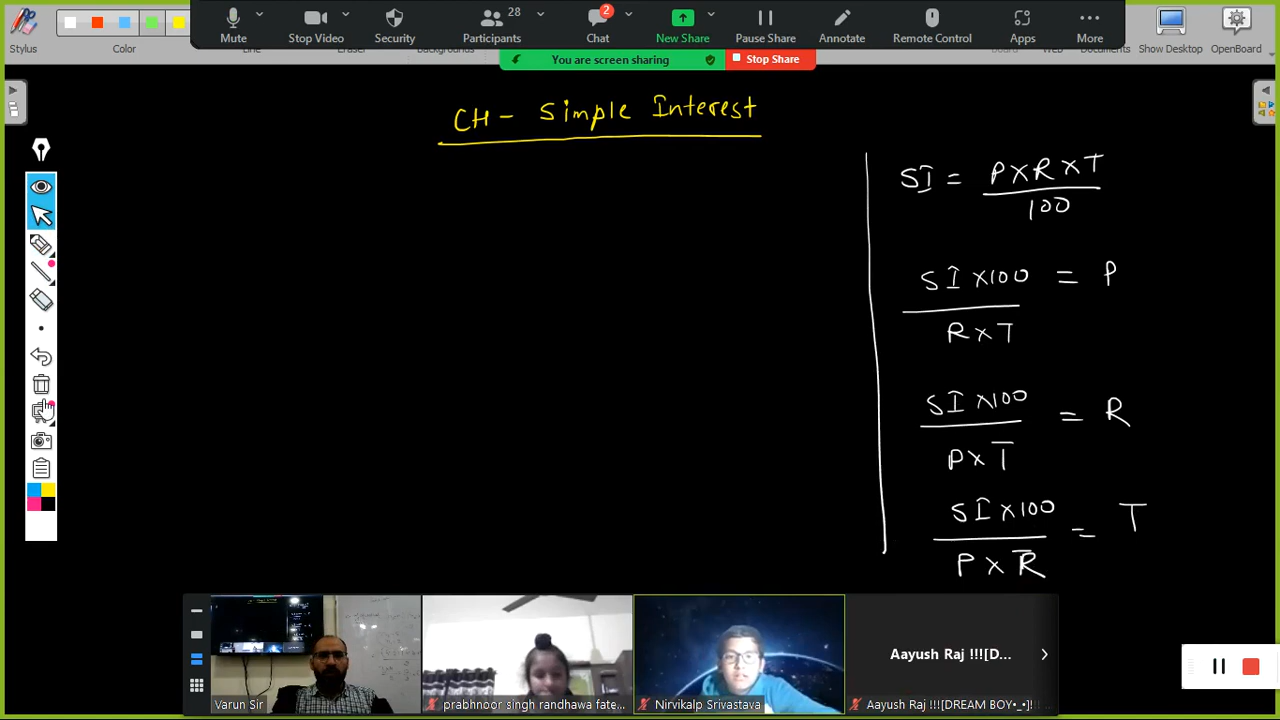 Mute
Stop Video
Security
28
Participants
2
Chat
New Share
Pause Share
Annotate
Remote Control
Apps
More
Stylus
Color
Show Desktop
OpenBoard
You are screen sharing
Stop Share
CH - Simple Interest
SI = P×R×T
100
SI×100 = P
R×T
SI×100 = R
P×T
SI×100 = T
P×R
Varun Sir
prabhnoor singh randhawa fate...
Nirvikalp Srivastava
Aayush Raj !!![D...
Aayush Raj !!![DREAM BOY•_•]!